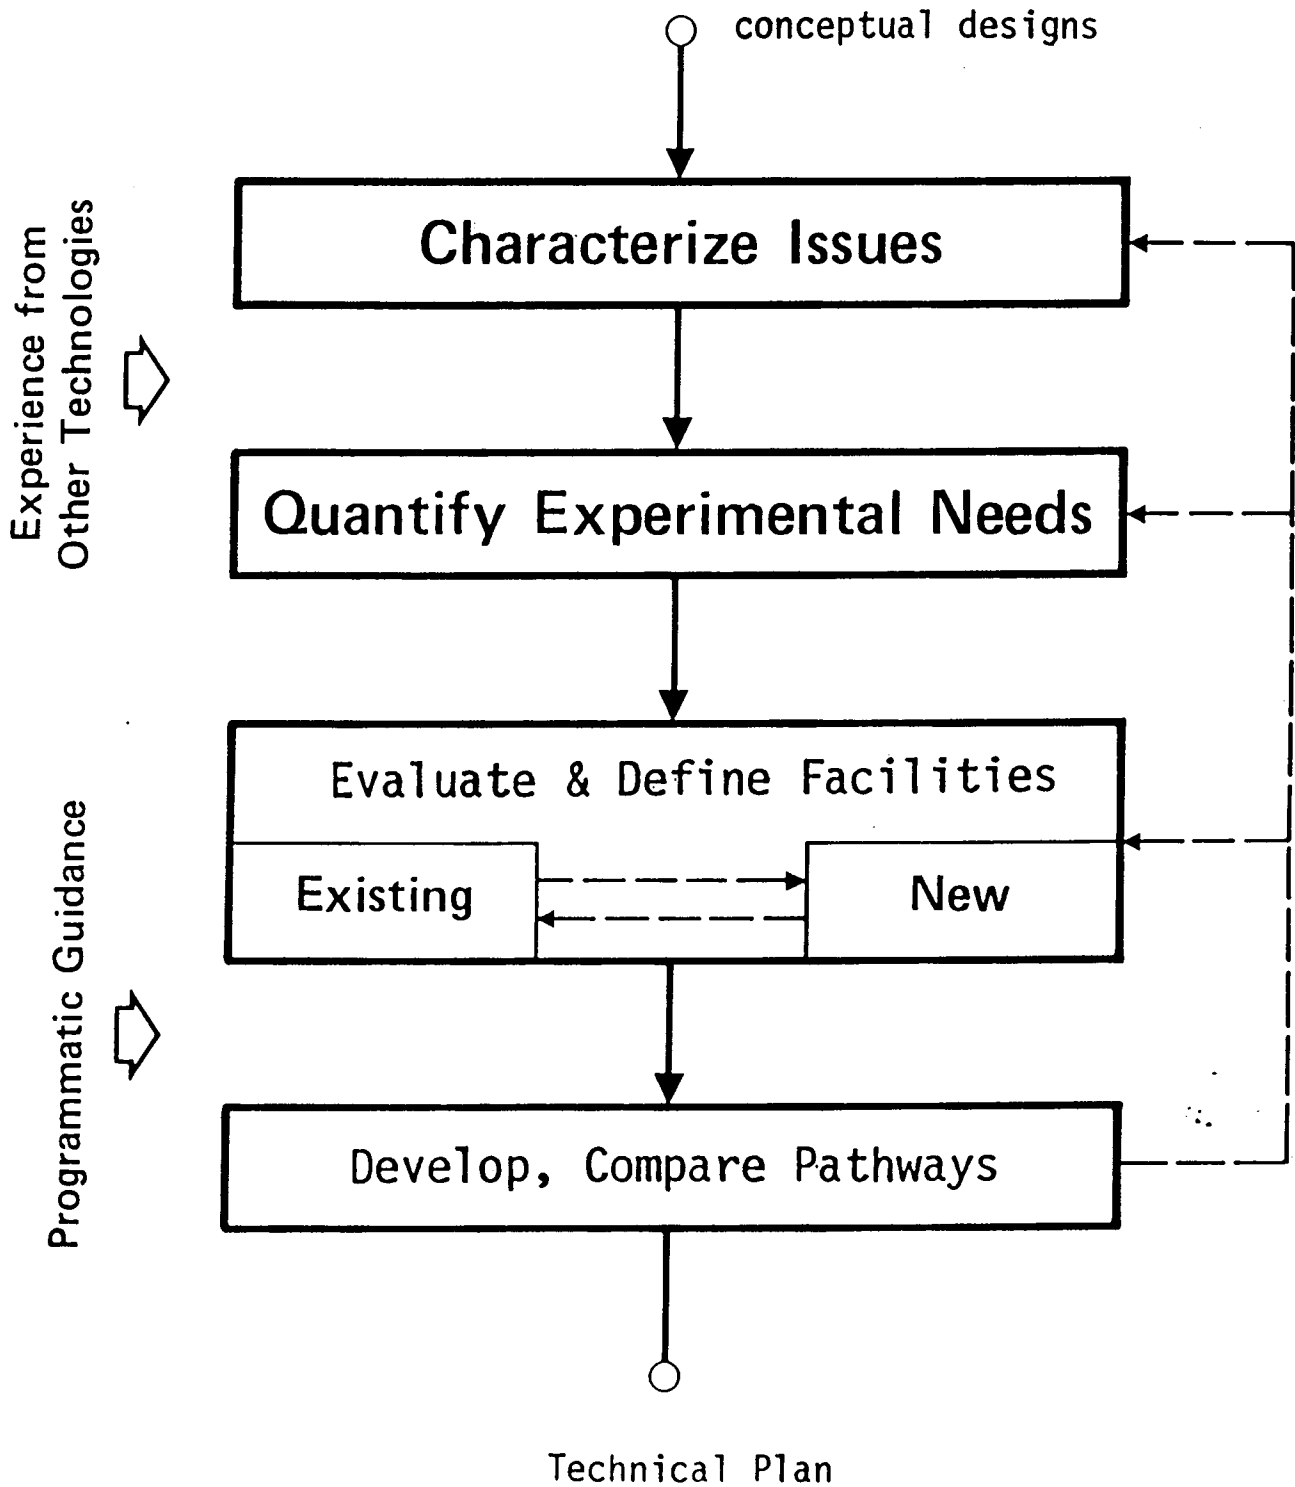 conceptual designs
Characterize Issues
Experience from
Other Technologies
Quantify Experimental Needs
Evaluate & Define Facilities
Existing
New
Programmatic Guidance
Develop, Compare Pathways
Technical Plan